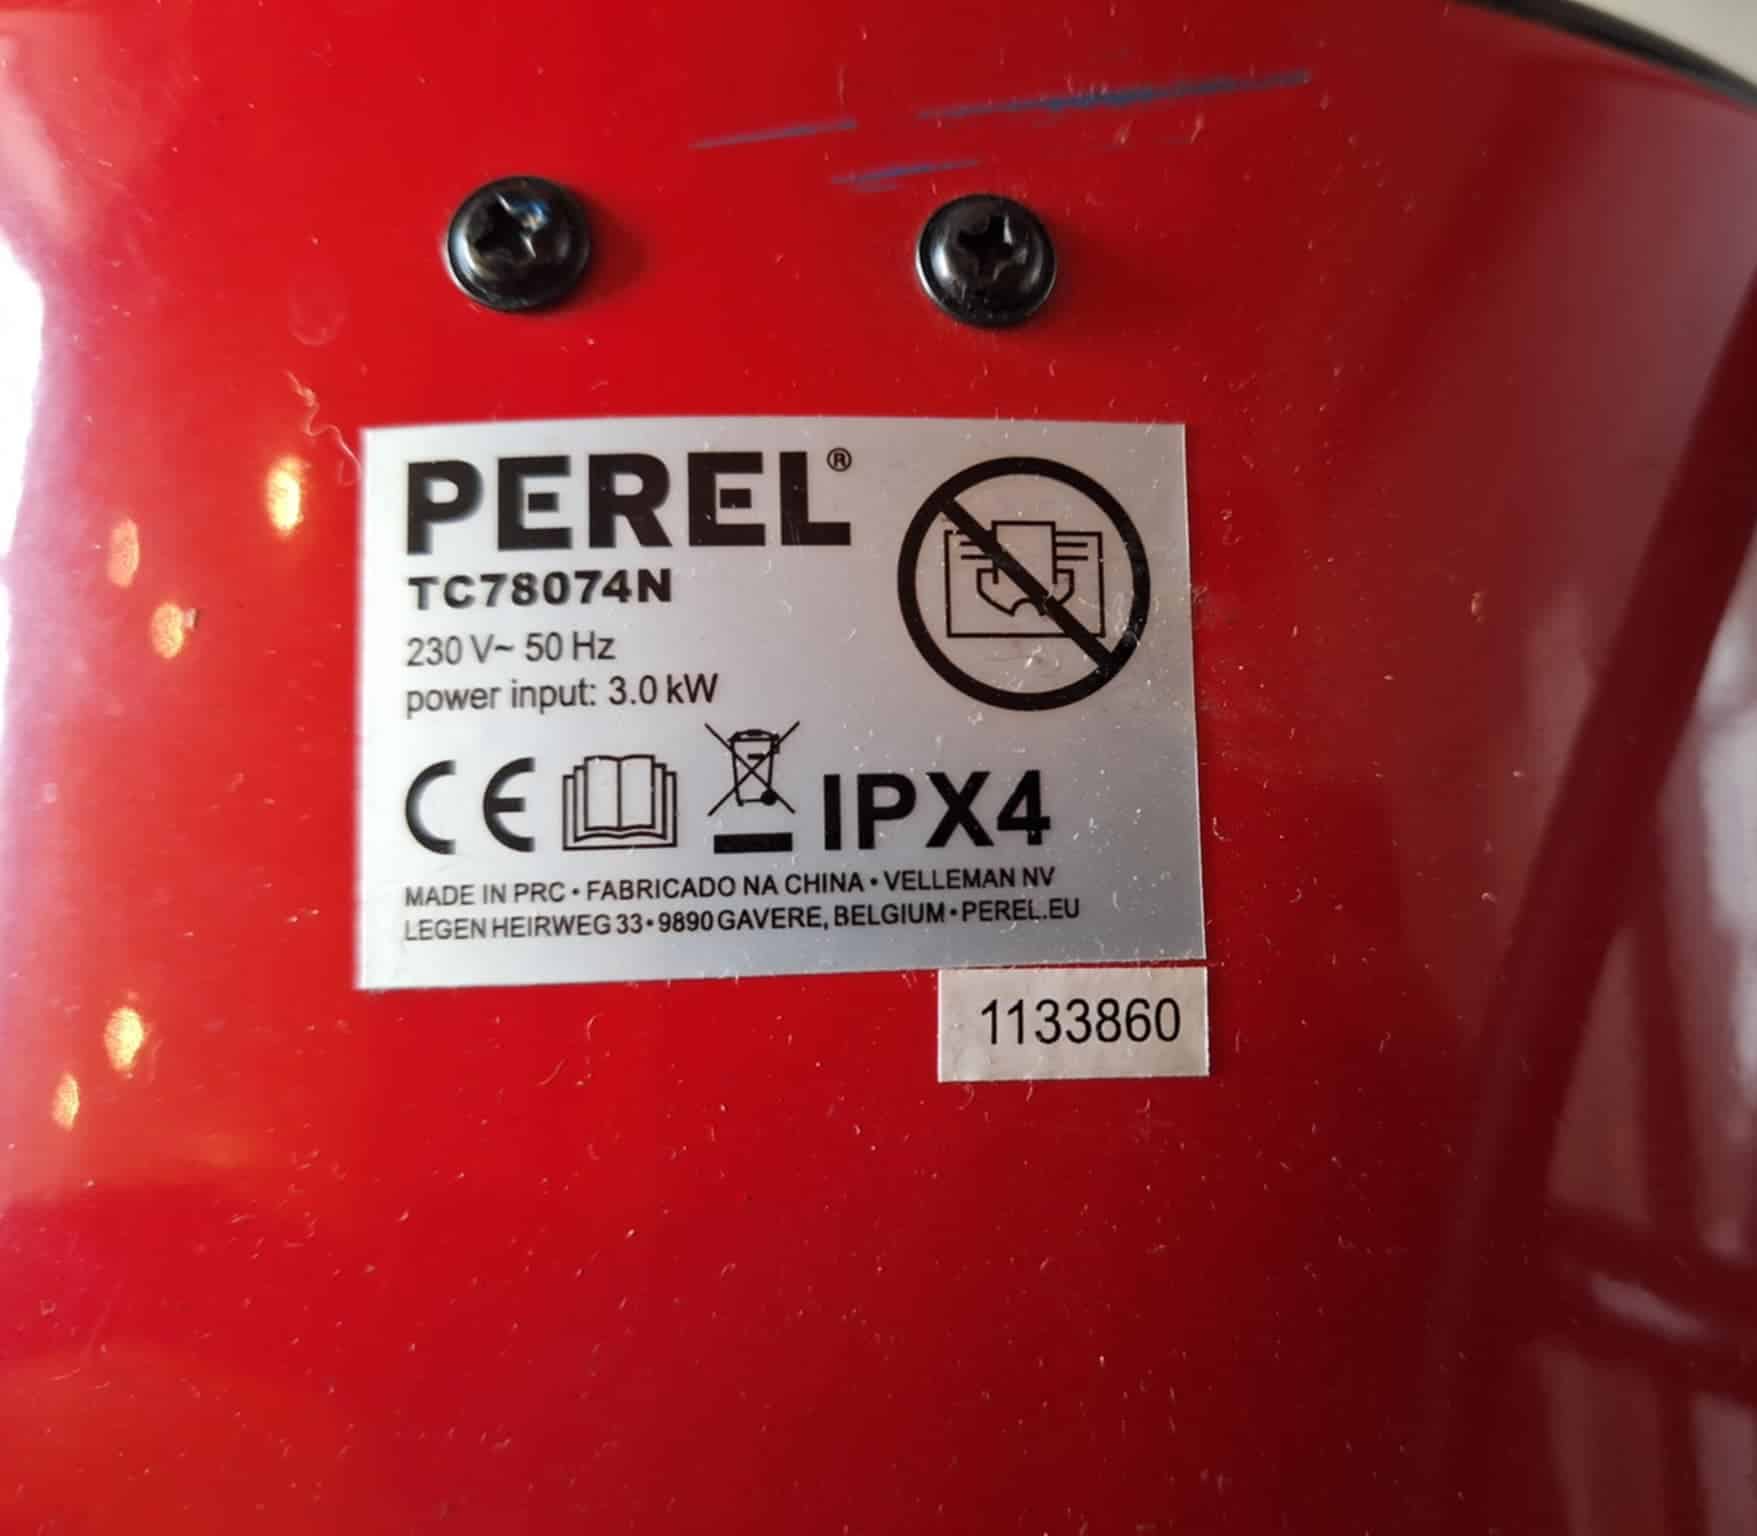 PEREL®
TC78074N
230 V~ 50 Hz
power input: 3.0 kW
CE IPX4
MADE IN PRC • FABRICADO NA CHINA • VELLEMAN NV
LEGEN HEIRWEG 33 • 9890 GAVERE, BELGIUM • PEREL.EU
1133860